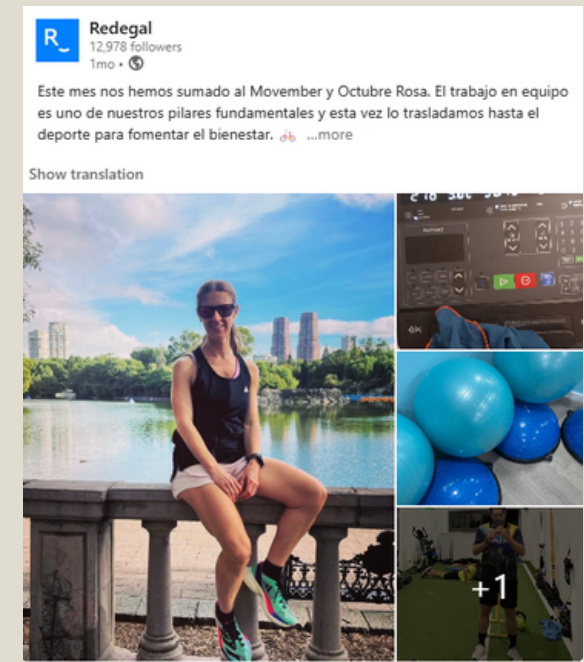 R
Redegal
12,978 followers
1mo •
Este mes nos hemos sumado al Movember y Octubre Rosa. El trabajo en equipo
es uno de nuestros pilares fundamentales y esta vez lo trasladamos hasta el
deporte para fomentar el bienestar. 🚲 ...more
Show translation
+1